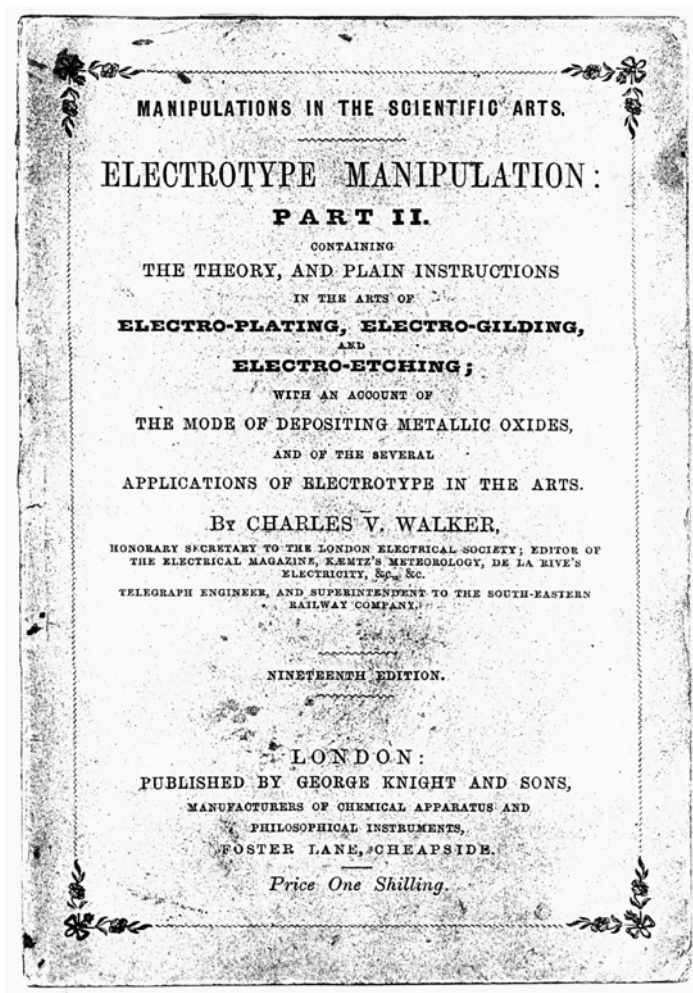 MANIPULATIONS IN THE SCIENTIFIC ARTS.
ELECTROTYPE MANIPULATION:
PART II.
CONTAINING
THE THEORY, AND PLAIN INSTRUCTIONS
IN THE ARTS OF
ELECTRO-PLATING, ELECTRO-GILDING,
AND
ELECTRO-ETCHING;
WITH AN ACCOUNT OF
THE MODE OF DEPOSITING METALLIC OXIDES,
AND OF THE SEVERAL
APPLICATIONS OF ELECTROTYPE IN THE ARTS.
BY CHARLES V. WALKER,
HONORARY SECRETARY TO THE LONDON ELECTRICAL SOCIETY; EDITOR OF
THE ELECTRICAL MAGAZINE, KÆMTZ'S METEOROLOGY, DE LA RIVE'S
ELECTRICITY, &c., &c.
TELEGRAPH ENGINEER, AND SUPERINTENDENT TO THE SOUTH-EASTERN
RAILWAY COMPANY.
NINETEENTH EDITION.
LONDON:
PUBLISHED BY GEORGE KNIGHT AND SONS,
MANUFACTURERS OF CHEMICAL APPARATUS AND
PHILOSOPHICAL INSTRUMENTS,
FOSTER LANE, CHEAPSIDE.
Price One Shilling.